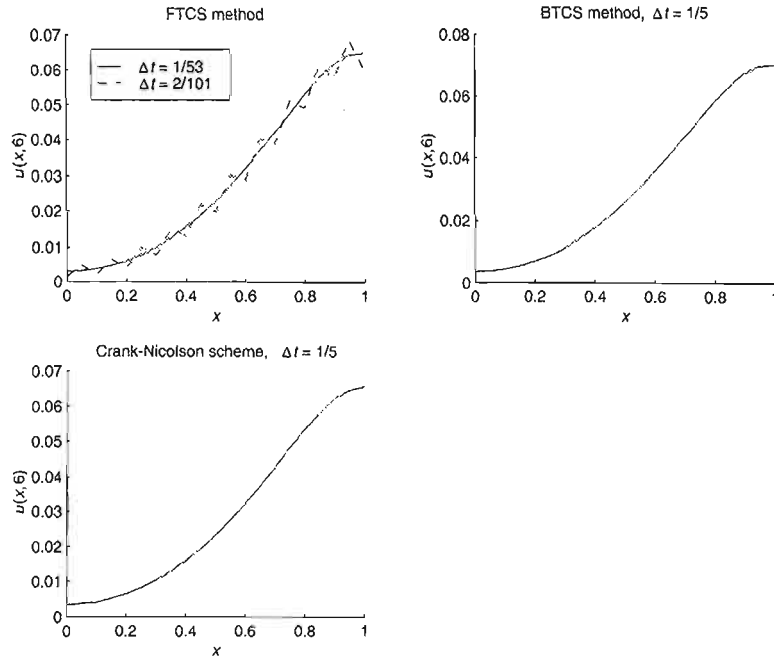 FTCS method
0.07
0.06
0.05
0.04
0.03
0.02
0.01
0
u(x,6)
Δt = 1/53
Δt = 2/101
0 0.2 0.4 0.6 0.8 1
x
BTCS method, Δt = 1/5
0.08
0.06
0.04
0.02
0
u(x,6)
0 0.2 0.4 0.6 0.8 1
x
Crank-Nicolson scheme, Δt = 1/5
0.07
0.06
0.05
0.04
0.03
0.02
0.01
0
u(x,6)
0 0.2 0.4 0.6 0.8 1
x